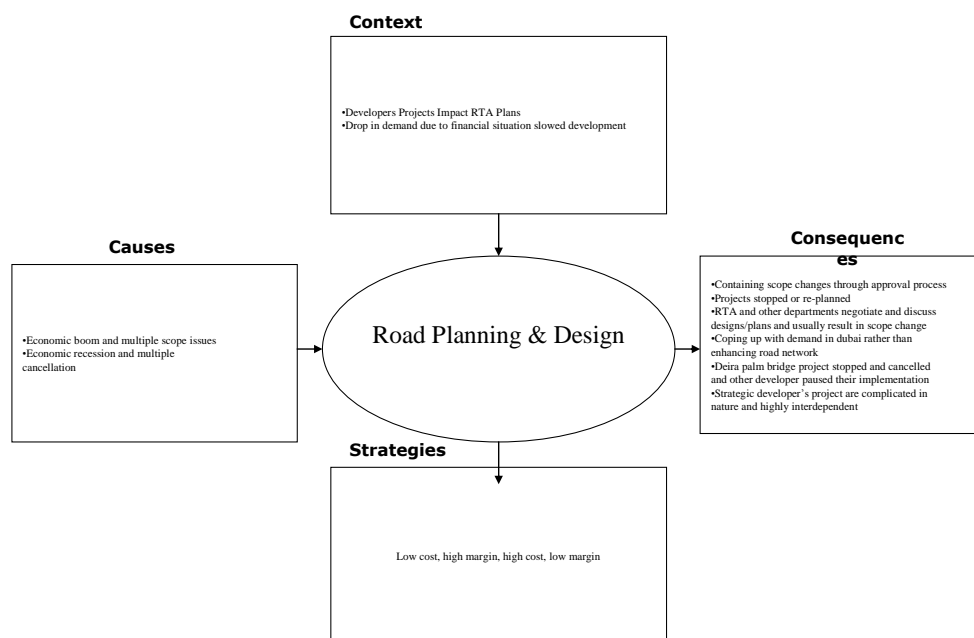 Context
•Developers Projects Impact RTA Plans
•Drop in demand due to financial situation slowed development
Causes
•Economic boom and multiple scope issues
•Economic recession and multiple
cancellation
Road Planning & Design
Consequenc
es
•Containing scope changes through approval process
•Projects stopped or re-planned
•RTA and other departments negotiate and discuss
designs/plans and usually result in scope change
•Coping up with demand in dubai rather than
enhancing road network
•Deira palm bridge project stopped and cancelled
and other developer paused their implementation
•Strategic developer's project are complicated in
nature and highly interdependent
Strategies
Low cost, high margin, high cost, low margin